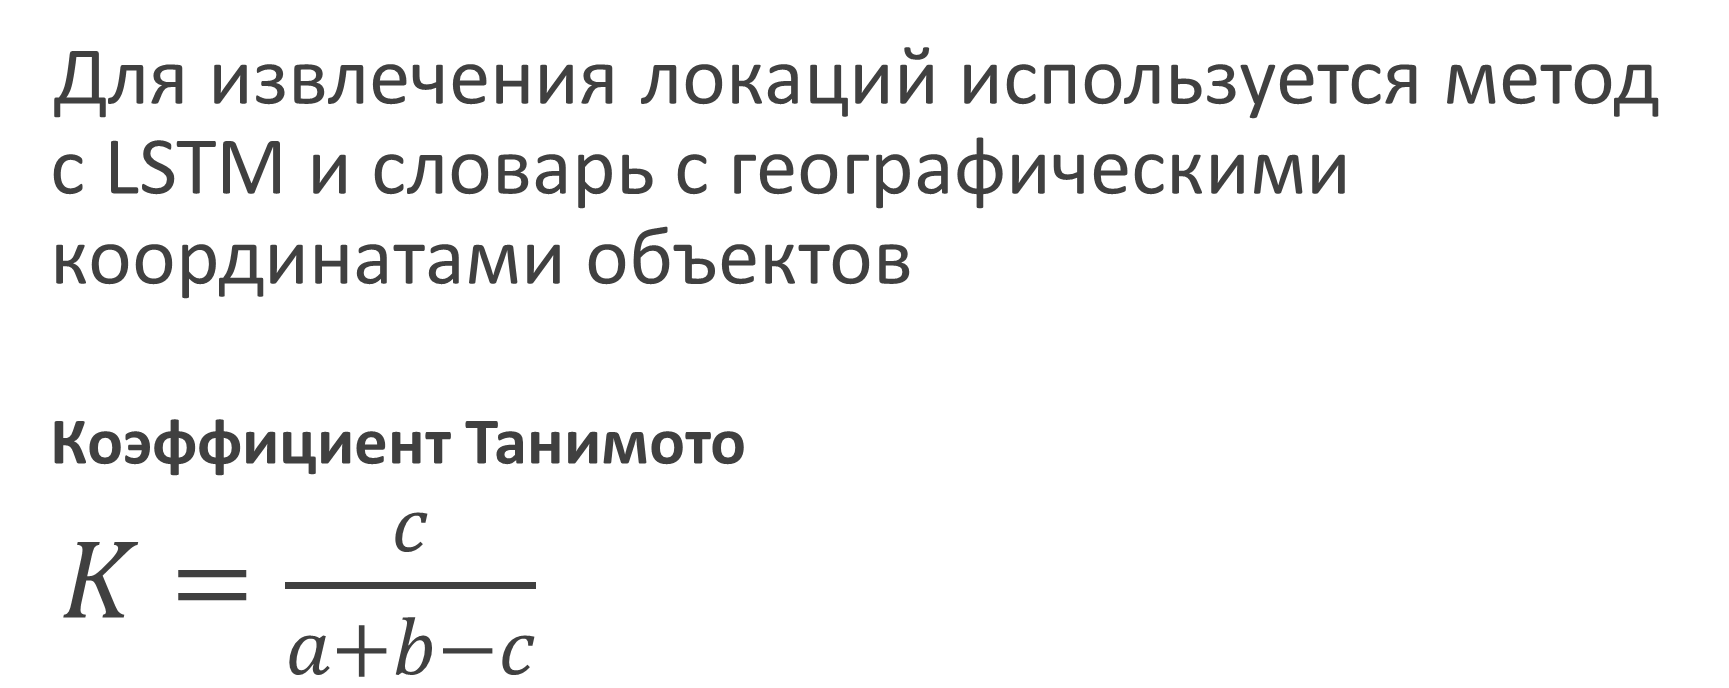 Для извлечения локаций используется метод
с LSTM и словарь с географическими
координатами объектов
Коэффициент Танимото
K = c / a+b−c